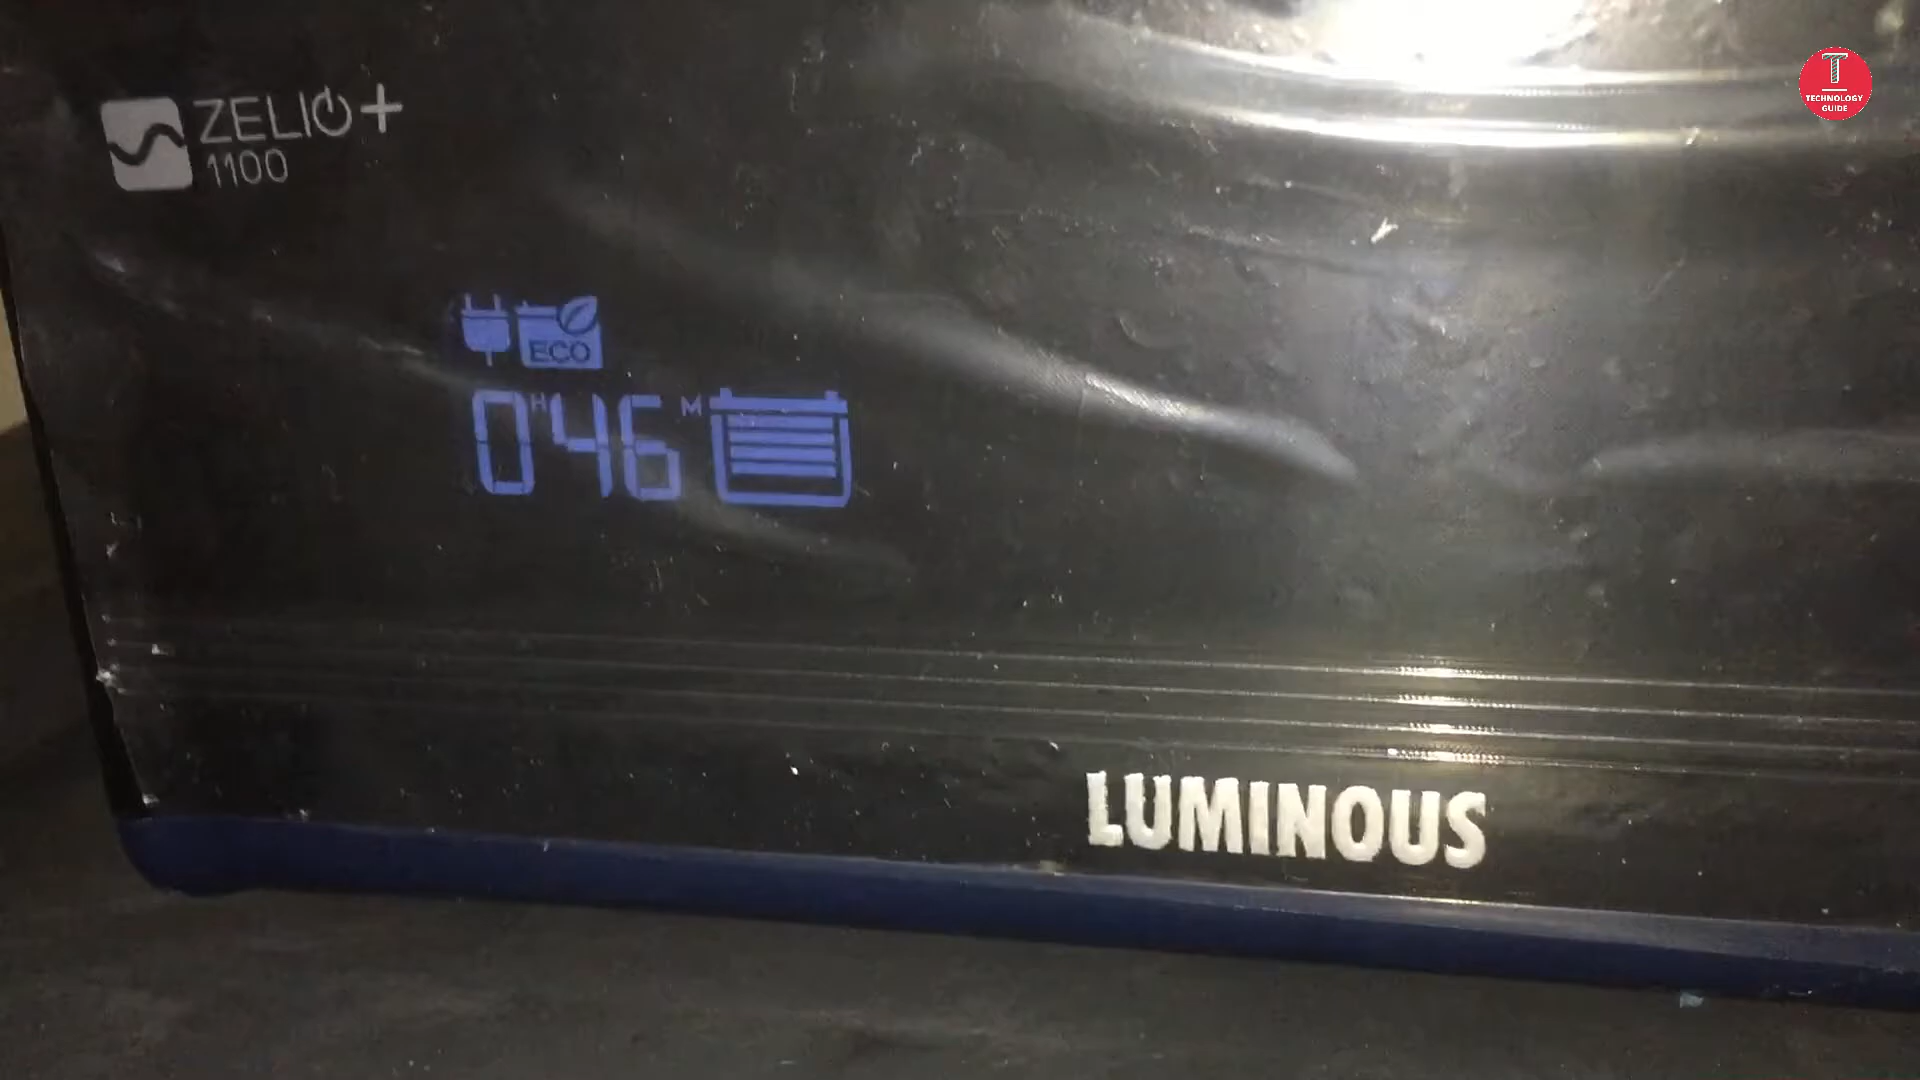 ZELIO+
1100
ECO
0H46M
LUMINOUS
T
TECHNOLOGY
GUIDE